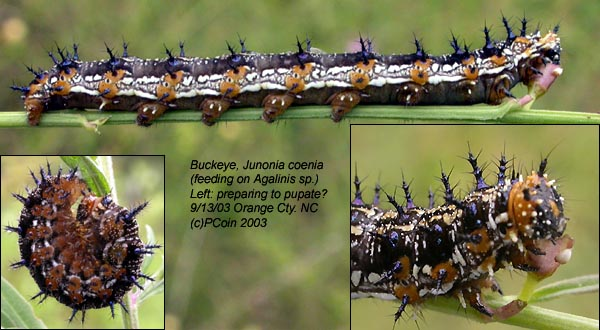 Buckeye, Junonia coenia
(feeding on Agalinis sp.)
Left: preparing to pupate?
9/13/03 Orange Cty. NC
(c)PCoin 2003